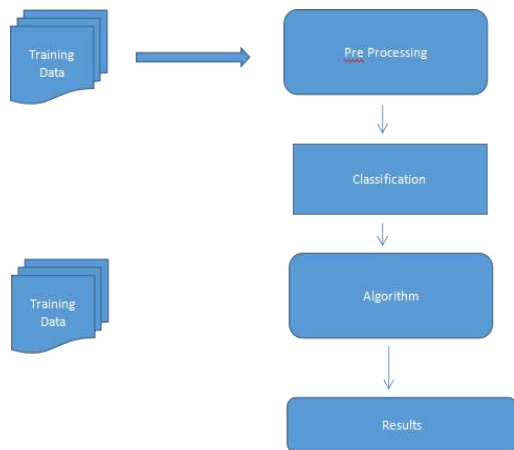 Training
Data
Pre Processing
Classification
Training
Data
Algorithm
Results